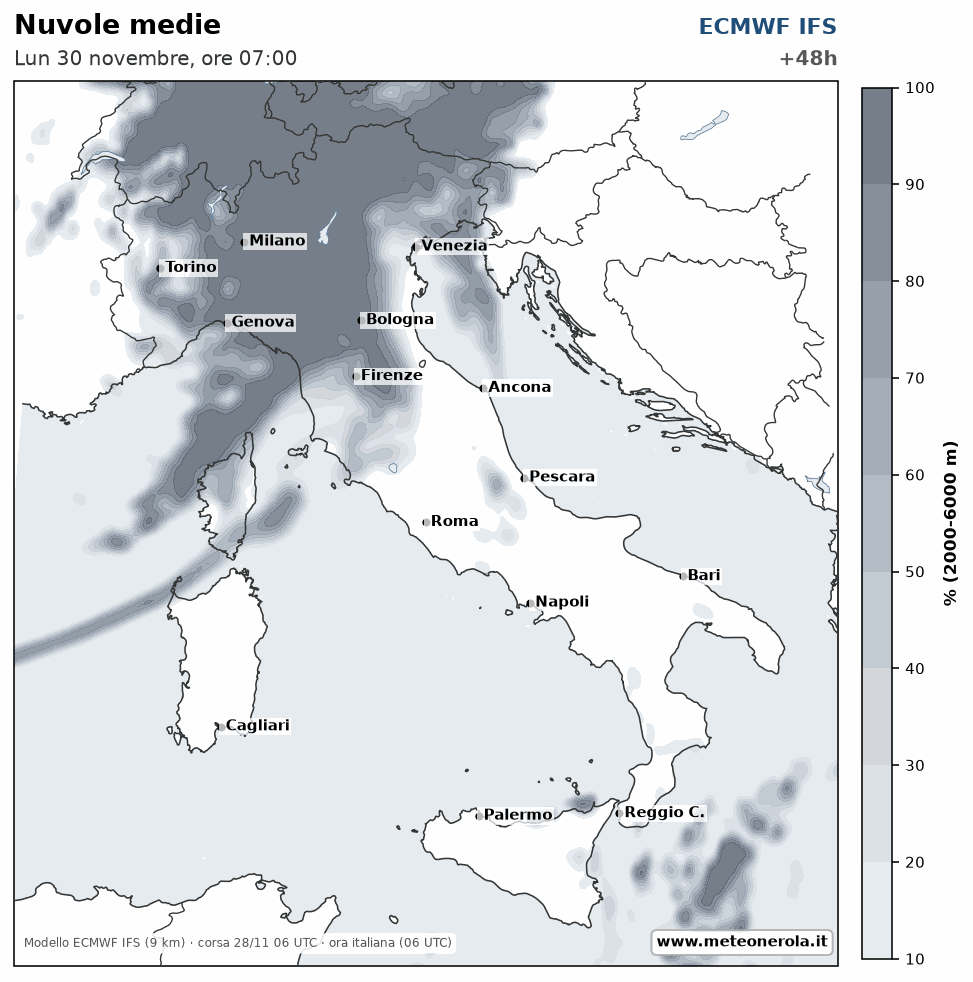 Nuvole medie
ECMWF IFS
Lun 30 novembre, ore 07:00
+48h
100
90
80
70
60
50
40
30
20
10
% (2000-6000 m)
Milano
Venezia
Torino
Genova
Bologna
Firenze
Ancona
Pescara
Roma
Bari
Napoli
Cagliari
Palermo
Reggio C.
Modello ECMWF IFS (9 km) · corsa 28/11 06 UTC · ora italiana (06 UTC)
www.meteonerola.it